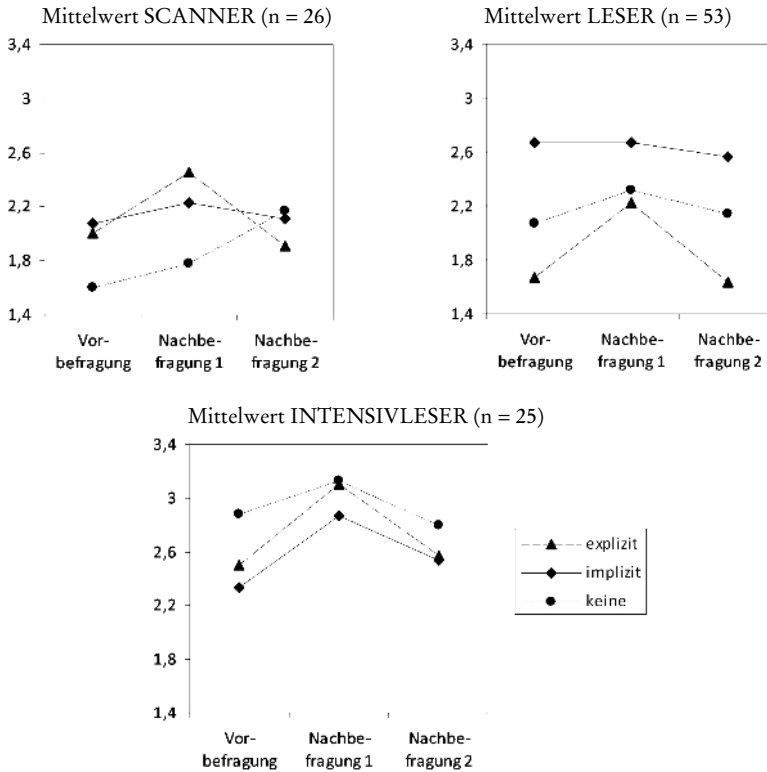 Mittelwert SCANNER (n = 26)
3,4
3
2,6
2,2
1,8
1,4
Vor-
befragung
Nachbe-
fragung 1
Nachbe-
fragung 2
Mittelwert LESER (n = 53)
3,4
3
2,6
2,2
1,8
1,4
Vor-
befragung
Nachbe-
fragung 1
Nachbe-
fragung 2
Mittelwert INTENSIVLESER (n = 25)
3,4
3
2,6
2,2
1,8
1,4
Vor-
befragung
Nachbe-
fragung 1
Nachbe-
fragung 2
explizit
implizit
keine